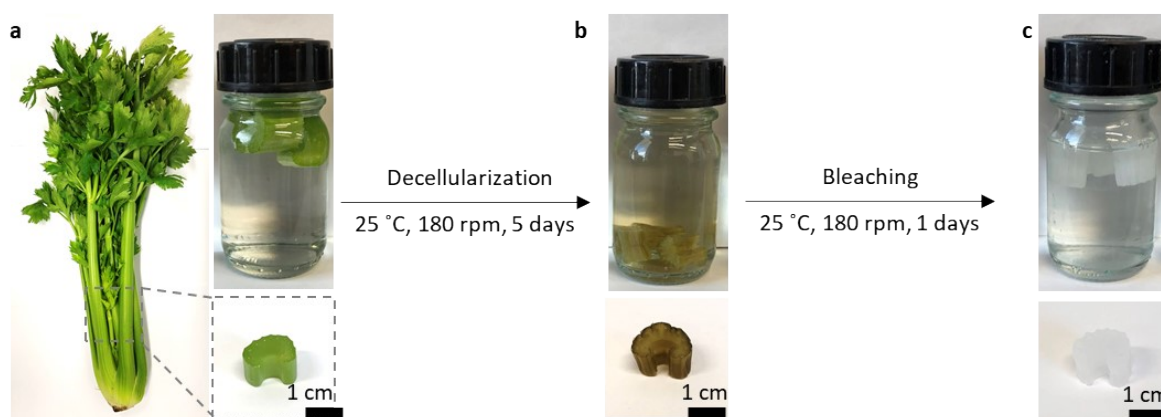 a
b
c
Decellularization
25 ˚C, 180 rpm, 5 days
Bleaching
25 ˚C, 180 rpm, 1 days
1 cm
1 cm
1 cm